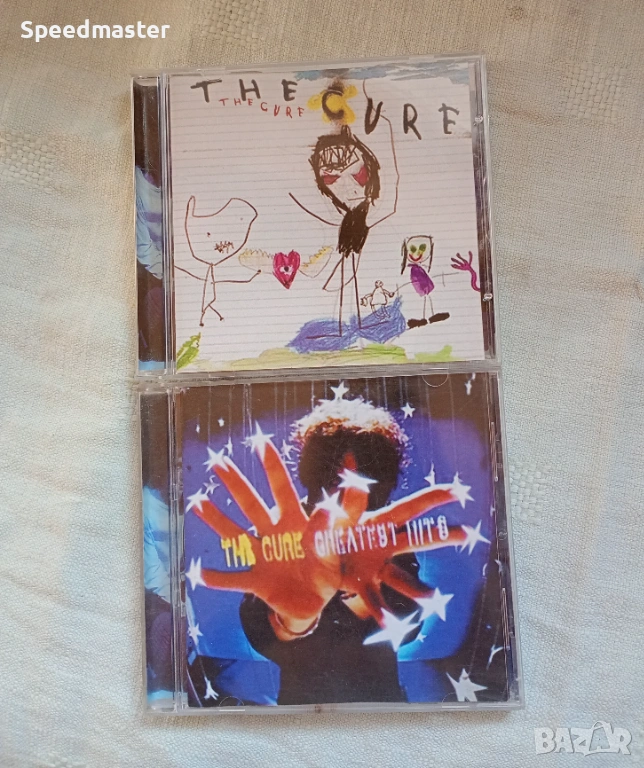 Speedmaster
THE CURE
THE CURE
THE CURE GREATEST HITS
BAZAR